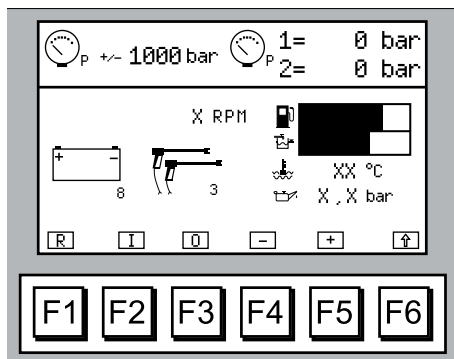 P +/- 1000 bar P 1= 0 bar
2= 0 bar
X RPM
+ - XX °C
8 3 X,X bar
R I O - +
F1 F2 F3 F4 F5 F6